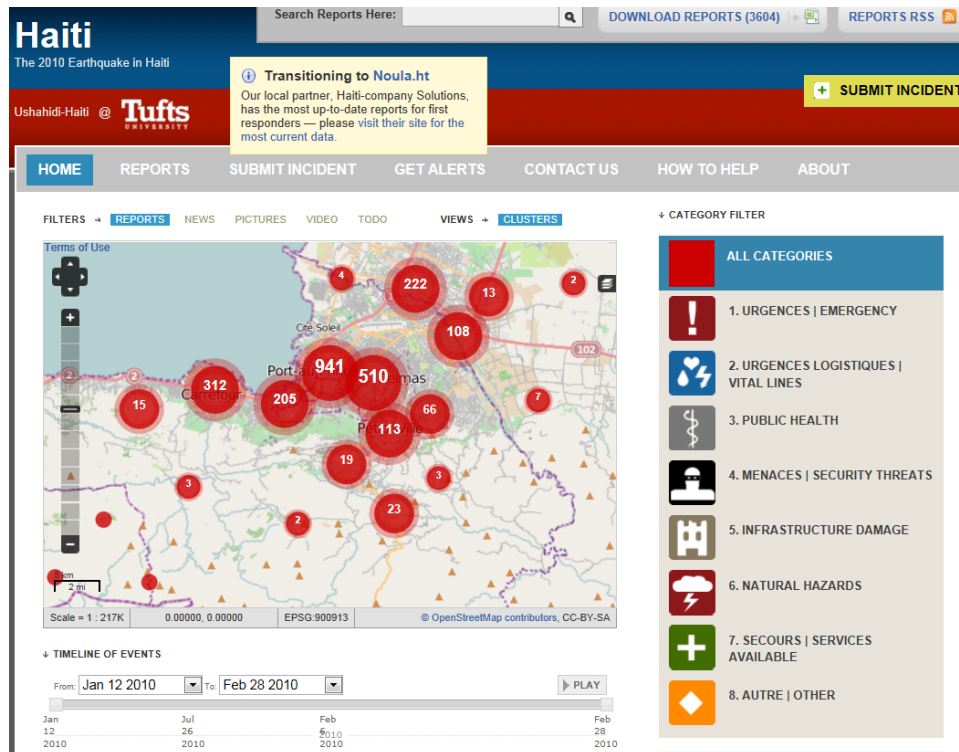 Search Reports Here:
DOWNLOAD REPORTS (3604)
REPORTS RSS
Haiti
The 2010 Earthquake in Haiti
Transitioning to Noula.ht
Our local partner, Haiti-company Solutions,
has the most up-to-date reports for first
responders — please visit their site for the
most current data.
SUBMIT INCIDENT
Ushahidi-Haiti @ Tufts
UNIVERSITY
HOME REPORTS SUBMIT INCIDENT GET ALERTS CONTACT US HOW TO HELP ABOUT
FILTERS REPORTS NEWS PICTURES VIDEO TODO VIEWS CLUSTERS
Terms of Use
4
222
13
2
Cité Soleil
108
102
Port-au
941
510
mas
2
2
312
Carrefour
205
15
66
7
113
Pet ville
19
3
3
23
2
5 km
2 mi
Scale = 1 : 217K 0.00000, 0.00000 EPSG:900913 © OpenStreetMap contributors, CC-BY-SA
TIMELINE OF EVENTS
From: Jan 12 2010 To: Feb 28 2010 PLAY
Jan Jul Feb Feb
12 26 28
2010 2010 2010 2010
2010
CATEGORY FILTER
ALL CATEGORIES
1. URGENCES | EMERGENCY
2. URGENCES LOGISTIQUES |
VITAL LINES
3. PUBLIC HEALTH
4. MENACES | SECURITY THREATS
5. INFRASTRUCTURE DAMAGE
6. NATURAL HAZARDS
7. SECOURS | SERVICES
AVAILABLE
8. AUTRE | OTHER